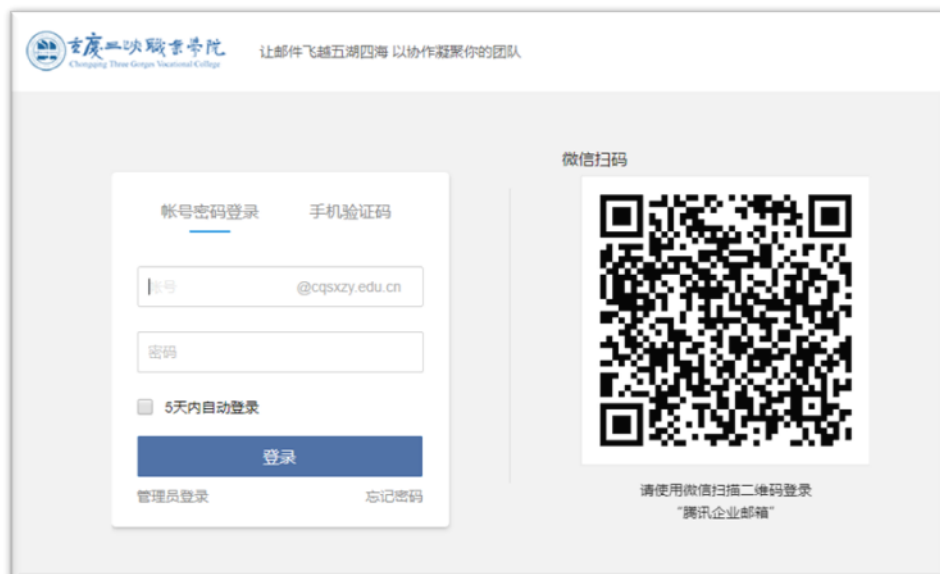 重庆三峡職業学院
Chongqing Three Gorges Vocational College
让邮件飞越五湖四海 以协作凝聚你的团队
帐号密码登录 手机验证码
帐号 @cqsxzy.edu.cn
密码
5天内自动登录
登录
管理员登录 忘记密码
微信扫码
请使用微信扫描二维码登录
“腾讯企业邮箱”